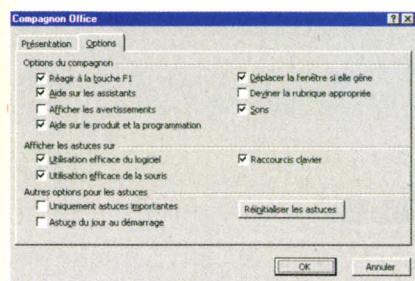 Compagnon Office
Présentation Options
Options du compagnon
Réagir à la touche F1
Déplacer la fenêtre si elle gêne
Aide sur les assistants
Deviner la rubrique appropriée
Afficher les avertissements
Sons
Aide sur le produit et la programmation
Afficher les astuces sur
Utilisation efficace du logiciel
Raccourcis clavier
Utilisation efficace de la souris
Autres options pour les astuces
Uniquement astuces importantes
Réinitialiser les astuces
Astuce du jour au démarrage
OK Annuler